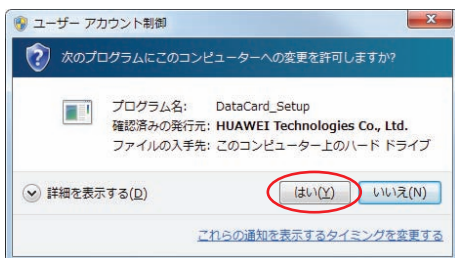 ユーザー アカウント制御
次のプログラムにこのコンピューターへの変更を許可しますか?
プログラム名: DataCard_Setup
確認済みの発行元: HUAWEI Technologies Co., Ltd.
ファイルの入手先: このコンピューター上のハード ドライブ
詳細を表示する(D) はい(Y) いいえ(N)
これらの通知を表示するタイミングを変更する